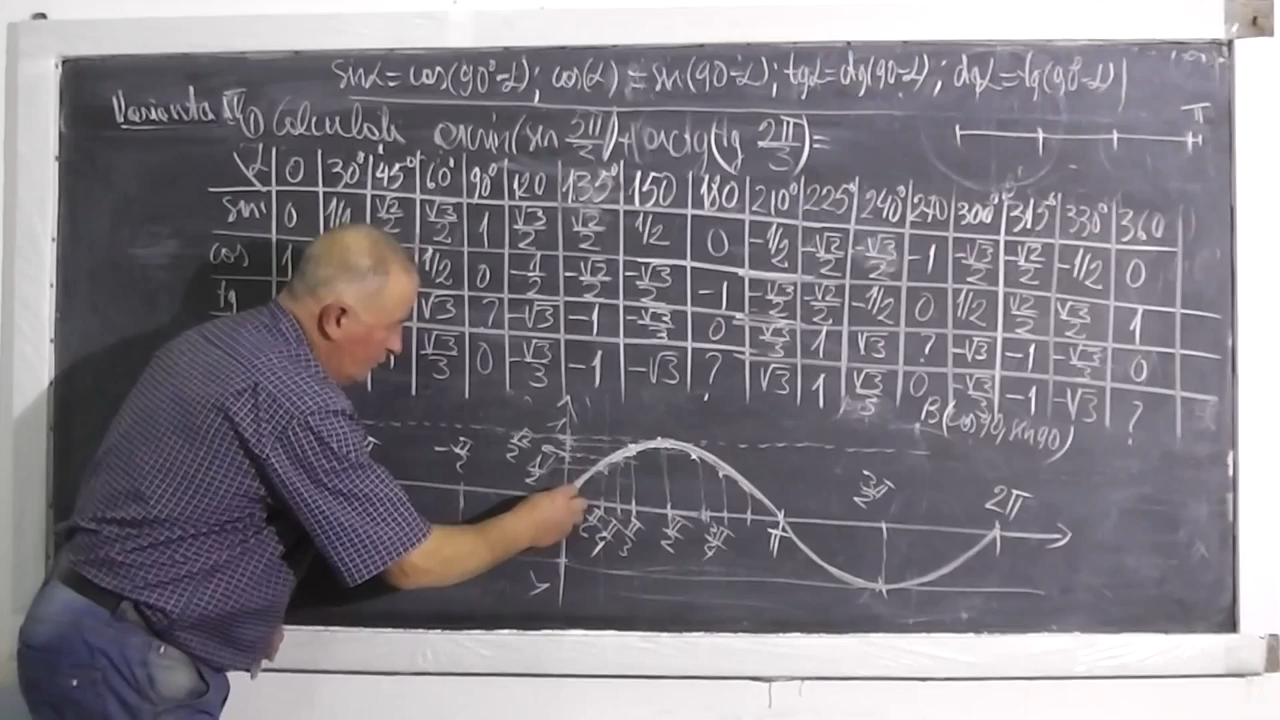 sinα = cos(90°-α); cos(α) = sin(90-α); tgα = ctg(90-α); ctgα = tg(90°-α)
Varianta IV 1) Calculati arcsin(sin 5π/2) + arctg(tg 2π/3) =
π
α 0 30° 45° 60° 90° 120 135° 150 180 210° 225° 240° 270 300° 315° 330° 360
sin 0 1/2 √2/2 √3/2 1 √3/2 √2/2 1/2 0 -1/2 -√2/2 -√3/2 -1 -√3/2 √2/2 -1/2 0
cos 1 1/2 0 -1/2 -√2/2 -√3/2 -1 -√3/2 -√2/2 -1/2 0 1/2 √2/2 √3/2 1
tg √3 ? -√3 -1 -√3/3 0 √3/3 1 √3 ? -√3 -1 -√3/3 0
√3/3 0 -√3/3 -1 -√3 ? √3 1 √3/3 0 -√3/3 -1 -√3 ?
B(cos90, sin90)
-π/2 √2/2 3π/2 2π
π/2 π